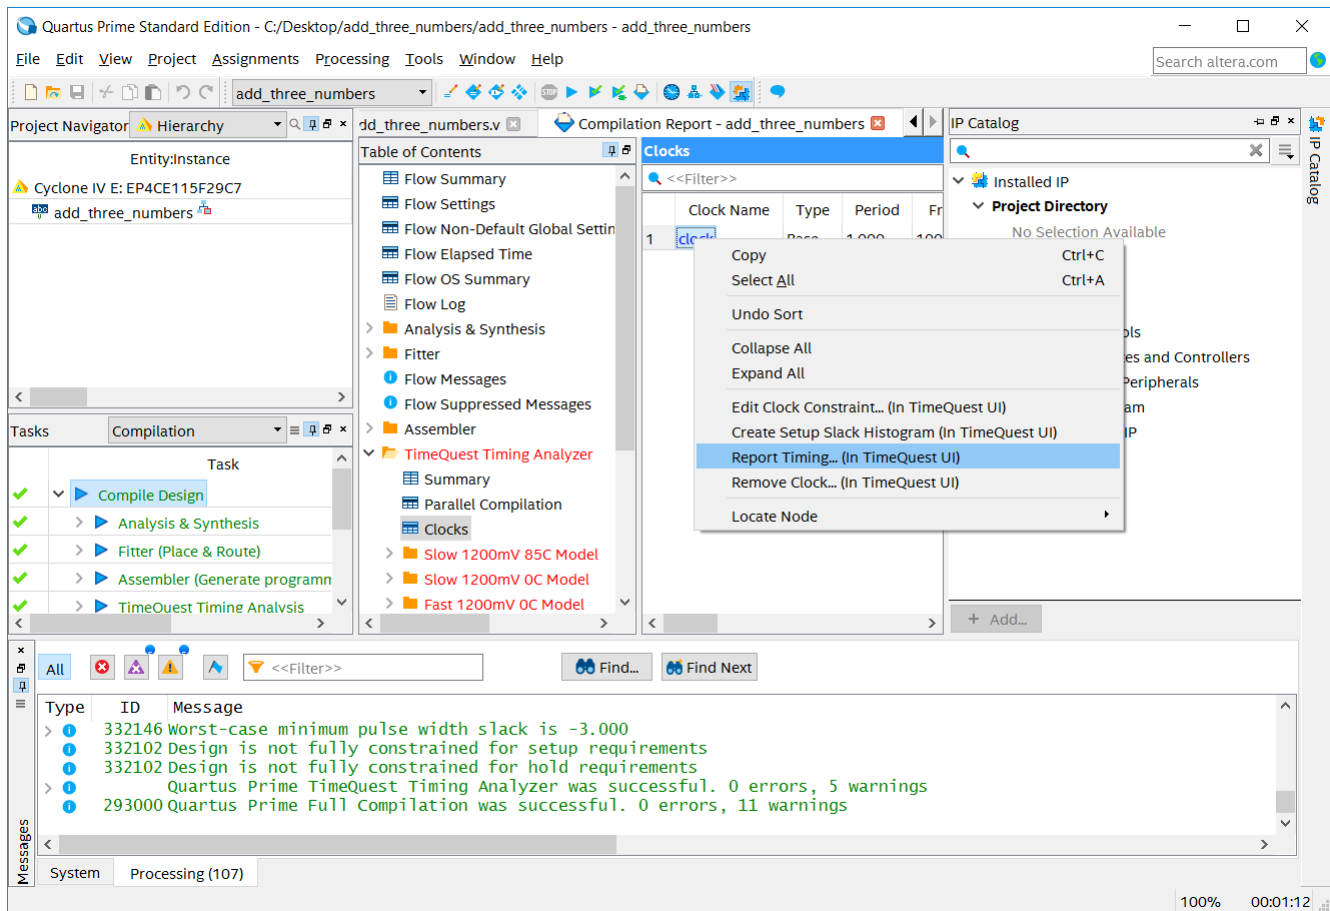 Quartus Prime Standard Edition - C:/Desktop/add_three_numbers/add_three_numbers - add_three_numbers
File Edit View Project Assignments Processing Tools Window Help
Search altera.com
add_three_numbers
Project Navigator Hierarchy
Entity:Instance
Cyclone IV E: EP4CE115F29C7
add_three_numbers
Tasks Compilation
Task
Compile Design
Analysis & Synthesis
Fitter (Place & Route)
Assembler (Generate programm
TimeQuest Timing Analysis
dd_three_numbers.v
Compilation Report - add_three_numbers
Table of Contents
Flow Summary
Flow Settings
Flow Non-Default Global Settin
Flow Elapsed Time
Flow OS Summary
Flow Log
Analysis & Synthesis
Fitter
Flow Messages
Flow Suppressed Messages
Assembler
TimeQuest Timing Analyzer
Summary
Parallel Compilation
Clocks
Slow 1200mV 85C Model
Slow 1200mV 0C Model
Fast 1200mV 0C Model
Clocks
<<Filter>>
Clock Name Type Period Fr
1 clock Base 1.000 100
Copy Ctrl+C
Select All Ctrl+A
Undo Sort
Collapse All
Expand All
Edit Clock Constraint... (In TimeQuest UI)
Create Setup Slack Histogram (In TimeQuest UI)
Report Timing... (In TimeQuest UI)
Remove Clock... (In TimeQuest UI)
Locate Node
IP Catalog
Installed IP
Project Directory
No Selection Available
ols
es and Controllers
Peripherals
am
IP
+ Add...
IP Catalog
All
<<Filter>>
Find...
Find Next
Type ID Message
332146 Worst-case minimum pulse width slack is -3.000
332102 Design is not fully constrained for setup requirements
332102 Design is not fully constrained for hold requirements
Quartus Prime TimeQuest Timing Analyzer was successful. 0 errors, 5 warnings
293000 Quartus Prime Full Compilation was successful. 0 errors, 11 warnings
Messages
System Processing (107)
100% 00:01:12